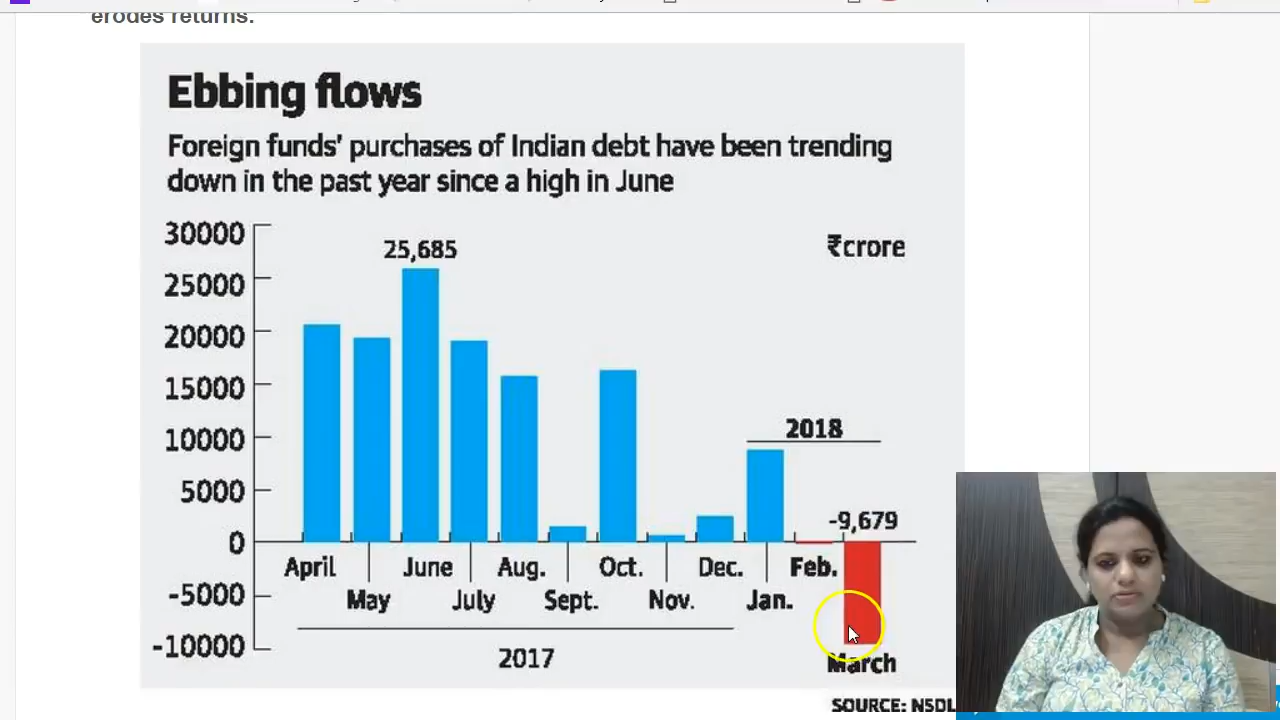 erodes returns.
Ebbing flows
Foreign funds' purchases of Indian debt have been trending
down in the past year since a high in June
₹crore
30000
25000
20000
15000
10000
5000
0
-5000
-10000
25,685
2018
-9,679
April
May
June
July
Aug.
Sept.
Oct.
Nov.
Dec.
Jan.
Feb.
March
2017
SOURCE: NSDL